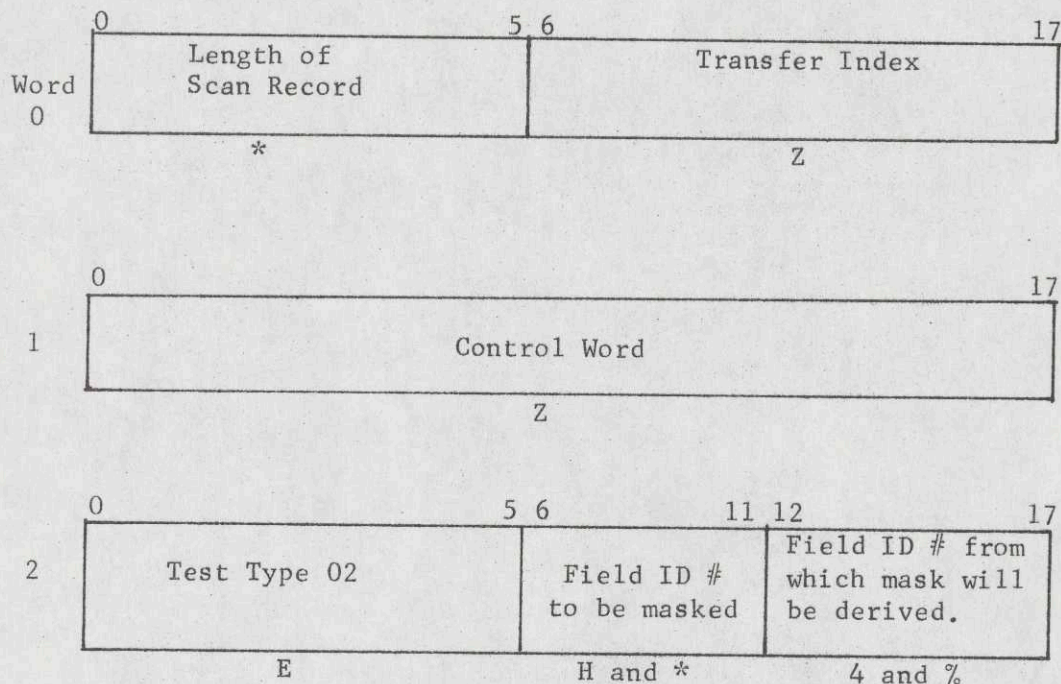 0 5 6 17
Word
0
Length of
Scan Record
Transfer Index
*
Z
0 17
1
Control Word
Z
0 5 6 11 12 17
2
Test Type 02
Field ID #
to be masked
Field ID # from
which mask will
be derived.
E
H and *
4 and %